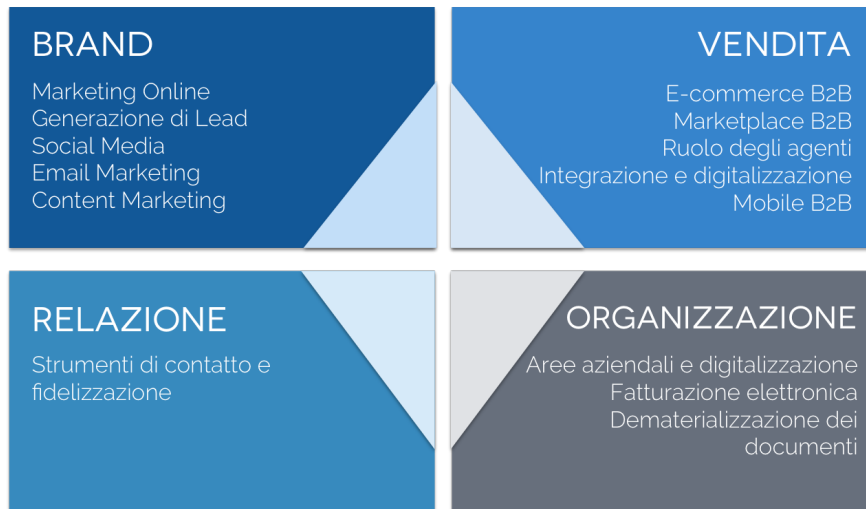 BRAND
Marketing Online
Generazione di Lead
Social Media
Email Marketing
Content Marketing
VENDITA
E-commerce B2B
Marketplace B2B
Ruolo degli agenti
Integrazione e digitalizzazione
Mobile B2B
RELAZIONE
Strumenti di contatto e
fidelizzazione
ORGANIZZAZIONE
Aree aziendali e digitalizzazione
Fatturazione elettronica
Dematerializzazione dei
documenti